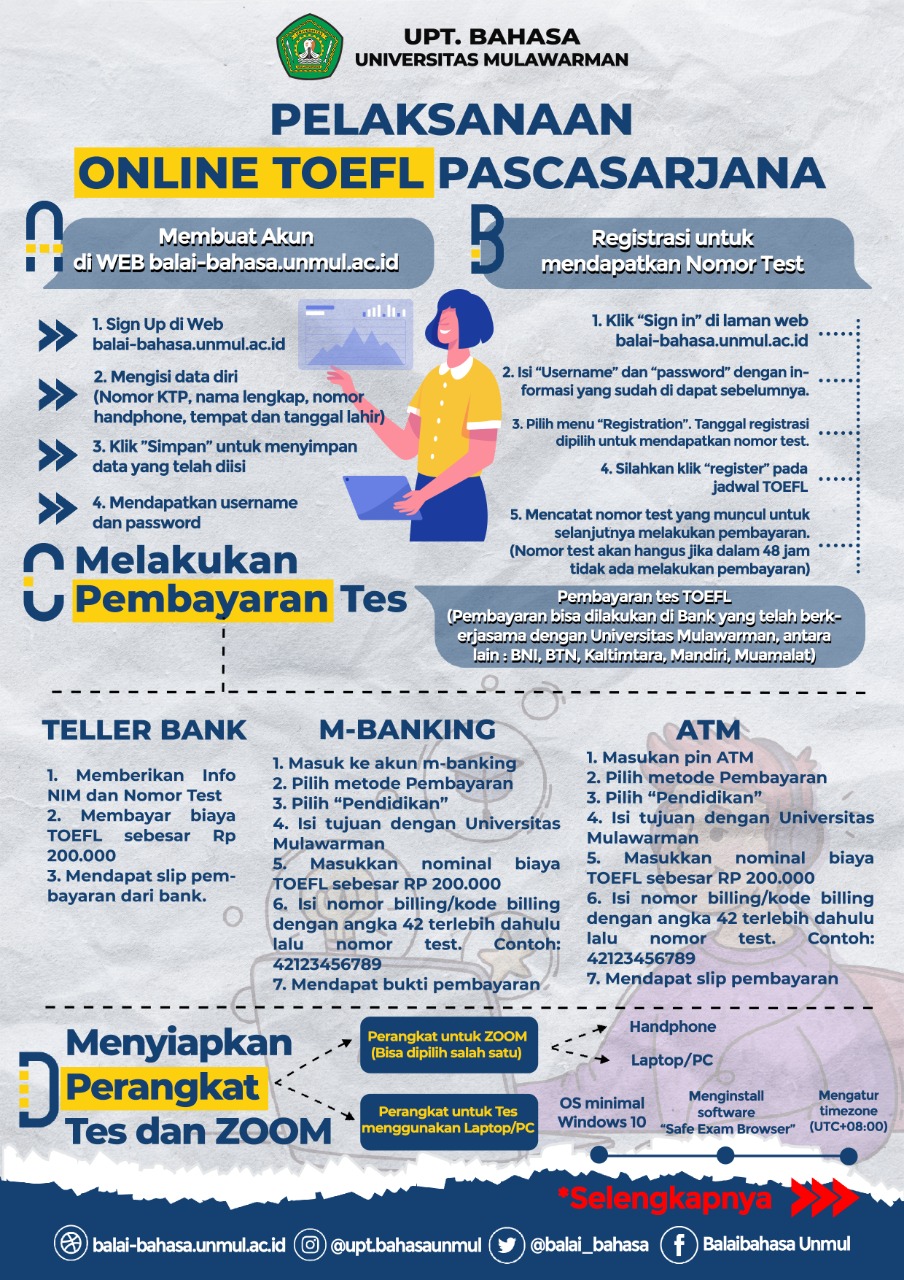 UPT. BAHASA
UNIVERSITAS MULAWARMAN
PELAKSANAAN
ONLINE TOEFL PASCASARJANA
A
Membuat Akun
di WEB balai-bahasa.unmul.ac.id
1. Sign Up di Web
balai-bahasa.unmul.ac.id
2. Mengisi data diri
(Nomor KTP, nama lengkap, nomor
handphone, tempat dan tanggal lahir)
3. Klik "Simpan" untuk menyimpan
data yang telah diisi
4. Mendapatkan username
dan password
B
Registrasi untuk
mendapatkan Nomor Test
1. Klik "Sign in" di laman web
balai-bahasa.unmul.ac.id
2. Isi "Username" dan "password" dengan in-
formasi yang sudah di dapat sebelumnya.
3. Pilih menu "Registration". Tanggal registrasi
dipilih untuk mendapatkan nomor test.
4. Silahkan klik "register" pada
jadwal TOEFL
5. Mencatat nomor test yang muncul untuk
selanjutnya melakukan pembayaran.
(Nomor test akan hangus jika dalam 48 jam
tidak ada melakukan pembayaran)
C
Melakukan
Pembayaran Tes
Pembayaran tes TOEFL
(Pembayaran bisa dilakukan di Bank yang telah berk-
erjasama dengan Universitas Mulawarman, antara
lain : BNI, BTN, Kaltimtara, Mandiri, Muamalat)
TELLER BANK
1. Memberikan Info
NIM dan Nomor Test
2. Membayar biaya
TOEFL sebesar Rp
200.000
3. Mendapat slip pem-
bayaran dari bank.
M-BANKING
1. Masuk ke akun m-banking
2. Pilih metode Pembayaran
3. Pilih "Pendidikan"
4. Isi tujuan dengan Universitas
Mulawarman
5. Masukkan nominal biaya
TOEFL sebesar RP 200.000
6. Isi nomor billing/kode billing
dengan angka 42 terlebih dahulu
lalu nomor test. Contoh:
42123456789
7. Mendapat bukti pembayaran
ATM
1. Masukan pin ATM
2. Pilih metode Pembayaran
3. Pilih "Pendidikan"
4. Isi tujuan dengan Universitas
Mulawarman
5. Masukkan nominal biaya
TOEFL sebesar RP 200.000
6. Isi nomor billing/kode billing
dengan angka 42 terlebih dahulu
lalu nomor test. Contoh:
42123456789
7. Mendapat slip pembayaran
D
Menyiapkan
Perangkat
Tes dan ZOOM
Perangkat untuk ZOOM
(Bisa dipilih salah satu)
Handphone
Laptop/PC
Perangkat untuk Tes
menggunakan Laptop/PC
OS minimal
Windows 10
Menginstall
software
"Safe Exam Browser"
Mengatur
timezone
(UTC+08:00)
*Selengkapnya
balai-bahasa.unmul.ac.id
@upt.bahasaunmul
@balai_bahasa
Balaibahasa Unmul